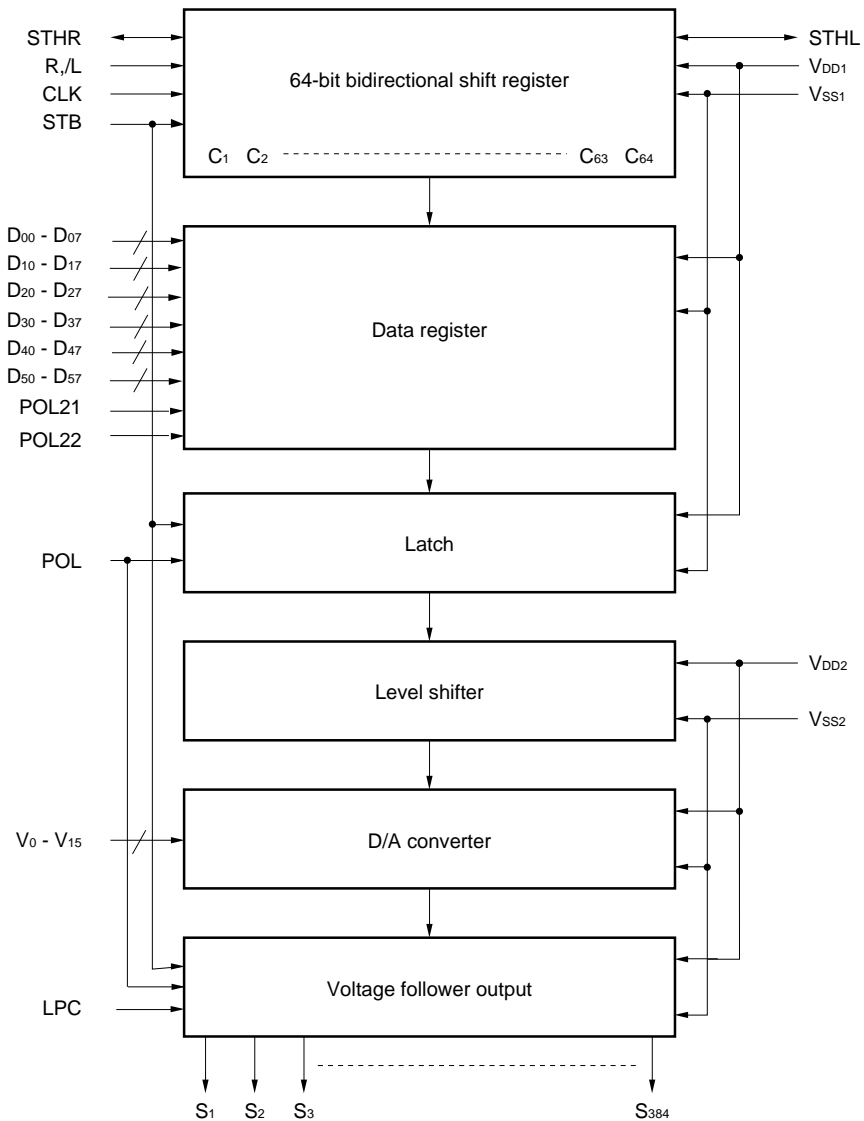 STHR
STHL
R,/L
64-bit bidirectional shift register
VDD1
CLK
VSS1
STB
C1 C2 C63 C64
D00 - D07
D10 - D17
D20 - D27
D30 - D37
Data register
D40 - D47
D50 - D57
POL21
POL22
Latch
POL
Level shifter
VDD2
VSS2
V0 - V15
D/A converter
Voltage follower output
LPC
S1 S2 S3 S384